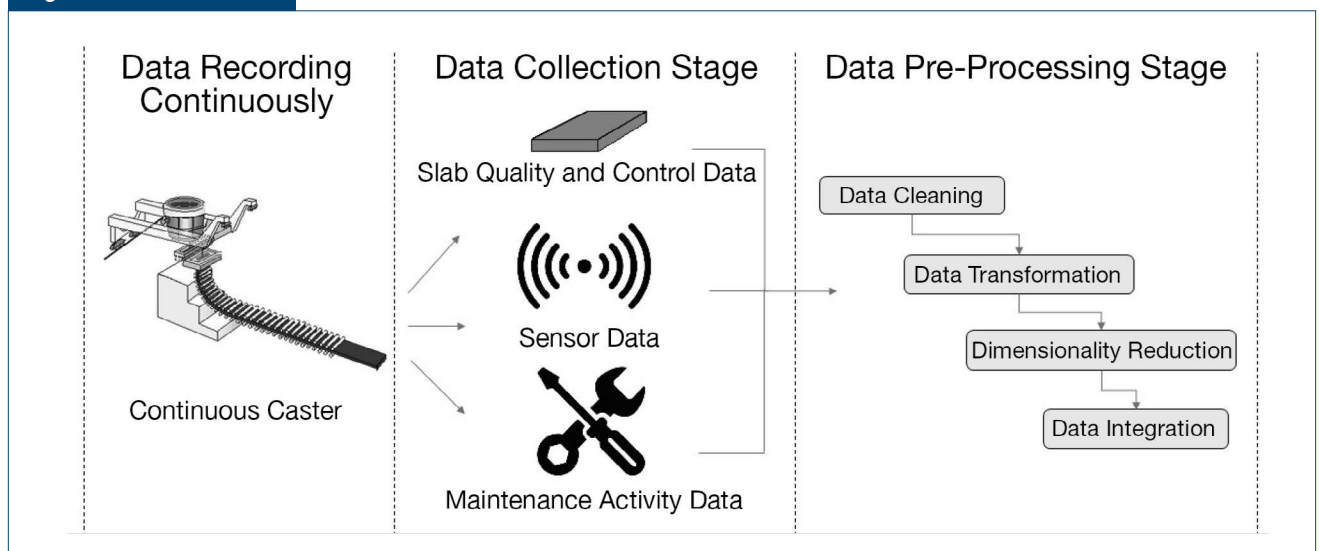 Data Recording
Continuously
Continuous Caster
Data Collection Stage
Slab Quality and Control Data
Sensor Data
Maintenance Activity Data
Data Pre-Processing Stage
Data Cleaning
Data Transformation
Dimensionality Reduction
Data Integration